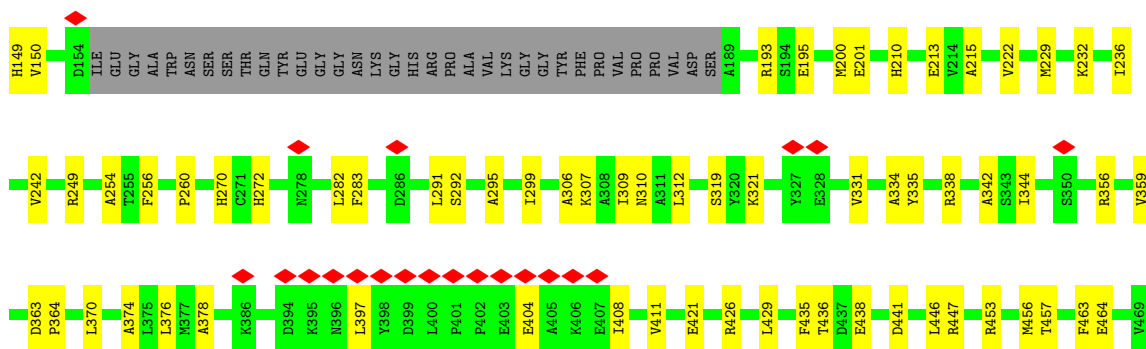 H149 V150 D154 ILE GLU GLY ALA TRP ASN SER SER THR GLN TYR GLU GLY GLY ASN LYS GLY HIS ARG PRO ALA VAL LYS GLY GLY TYR PHE PRO VAL PRO PRO VAL ASP SER A189 R193 S194 E195 M200 E201 H210 E213 V214 A215 V222 M229 K232 I236
V242 R249 A254 T255 F256 P260 H270 C271 H272 N278 L282 F283 D286 L291 S292 A295 I299 A306 K307 A308 I309 N310 A311 L312 S319 Y320 K321 Y327 E328 V331 A334 Y335 R338 A342 S343 I344 S350 R356 V359
D363 P364 L370 A374 L375 L376 M377 A378 K386 D394 K395 N396 L397 Y398 D399 L400 P401 P402 E403 E404 A405 K406 E407 I408 V411 E421 R426 L429 F435 T436 D437 E438 D441 L446 R447 R453 M456 T457 F463 E464 V469